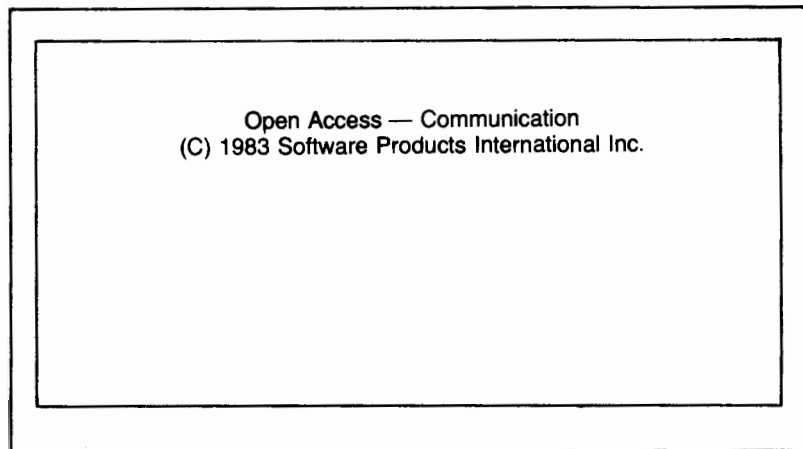 Open Access — Communication
(C) 1983 Software Products International Inc.